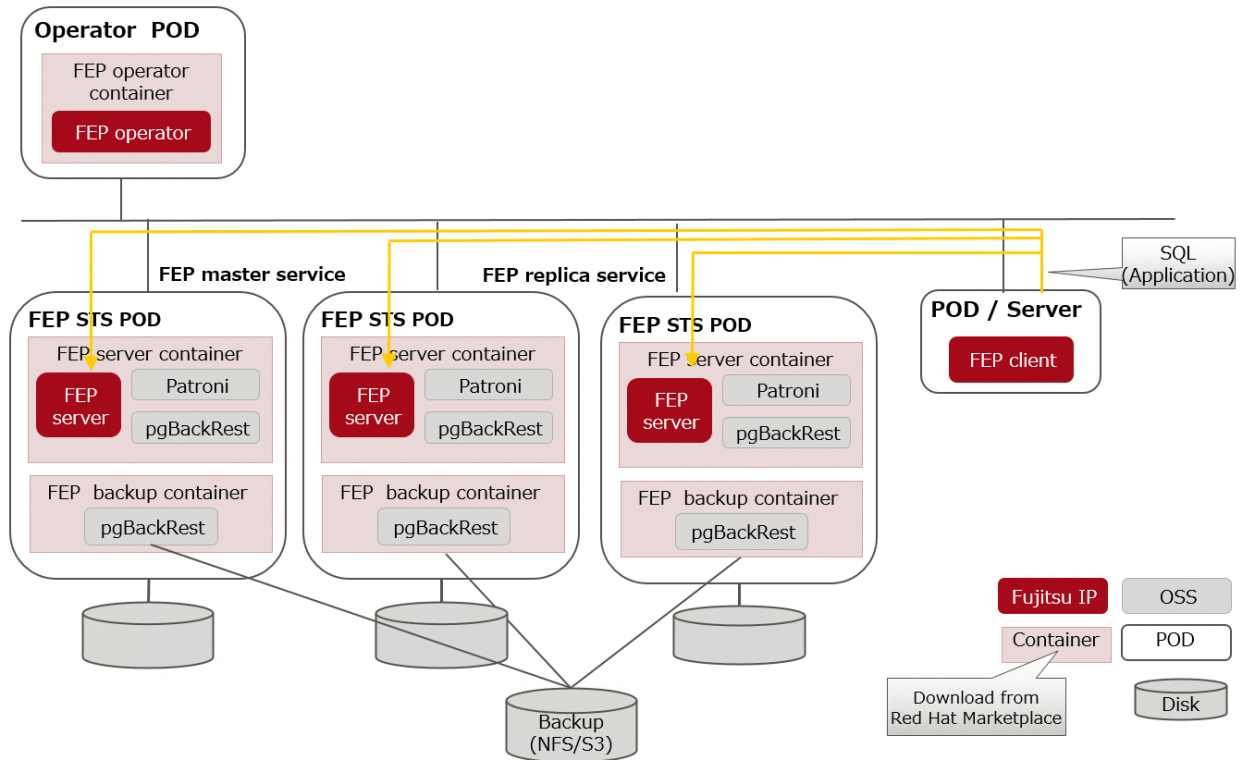 Operator POD
FEP operator
container
FEP operator
FEP master service
FEP replica service
SQL
(Application)
FEP STS POD
FEP server container
FEP
server
Patroni
pgBackRest
FEP backup container
pgBackRest
FEP STS POD
FEP server container
FEP
server
Patroni
pgBackRest
FEP backup container
pgBackRest
FEP STS POD
FEP server container
FEP
server
Patroni
pgBackRest
FEP backup container
pgBackRest
POD / Server
FEP client
Backup
(NFS/S3)
Fujitsu IP
OSS
Container
POD
Download from
Red Hat Marketplace
Disk